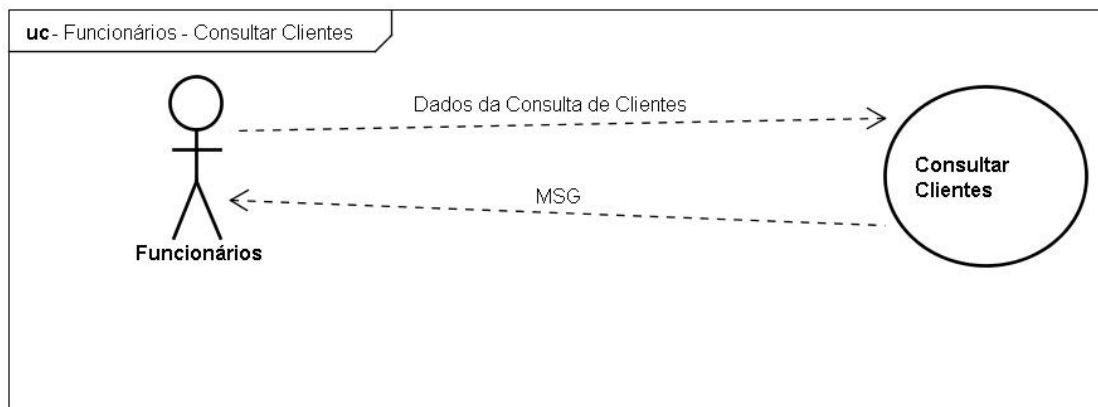 uc - Funcionários - Consultar Clientes
Dados da Consulta de Clientes
Consultar
Clientes
MSG
Funcionários